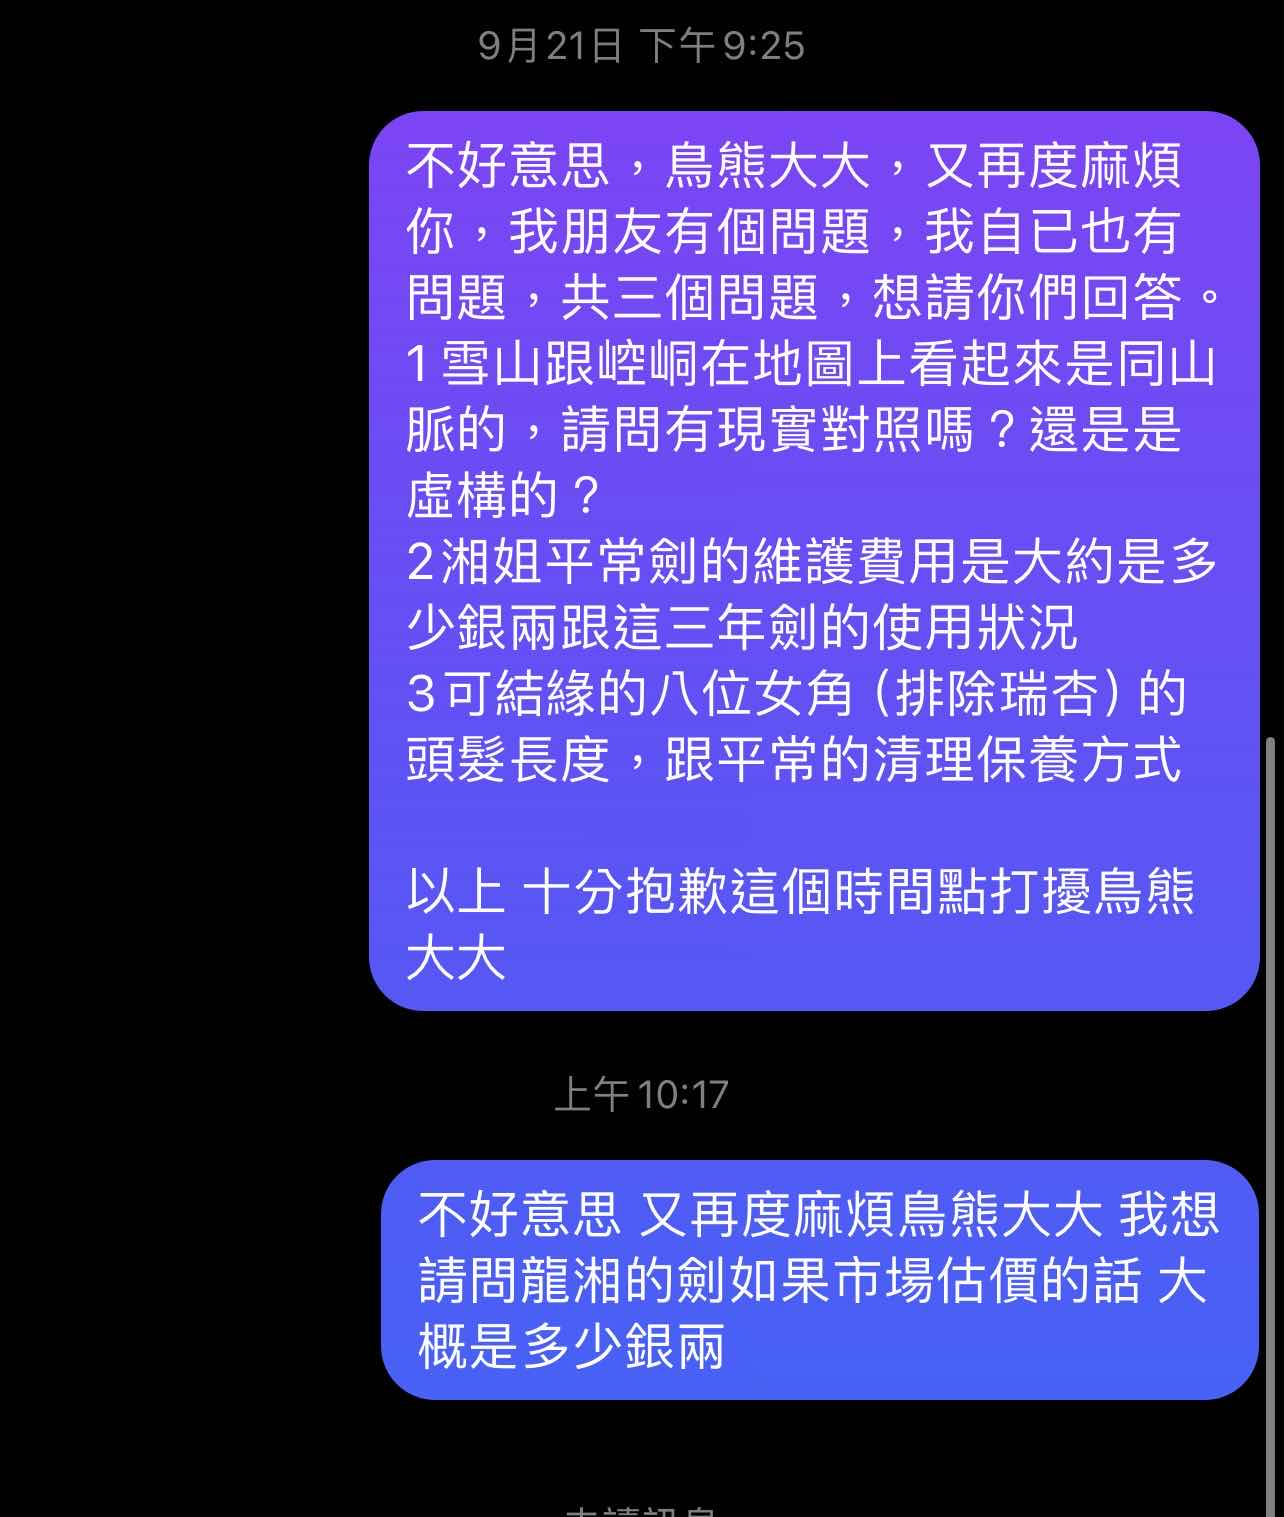 9月21日 下午9:25
不好意思，鳥熊大大，又再度麻煩
你，我朋友有個問題，我自已也有
問題，共三個問題，想請你們回答。
1雪山跟崆峒在地圖上看起來是同山
脈的，請問有現實對照嗎？還是是
虛構的？
2湘姐平常劍的維護費用是大約是多
少銀兩跟這三年劍的使用狀況
3可結緣的八位女角（排除瑞杏）的
頭髮長度，跟平常的清理保養方式
以上 十分抱歉這個時間點打擾鳥熊
大大
上午10:17
不好意思 又再度麻煩鳥熊大大 我想
請問龍湘的劍如果市場估價的話 大
概是多少銀兩